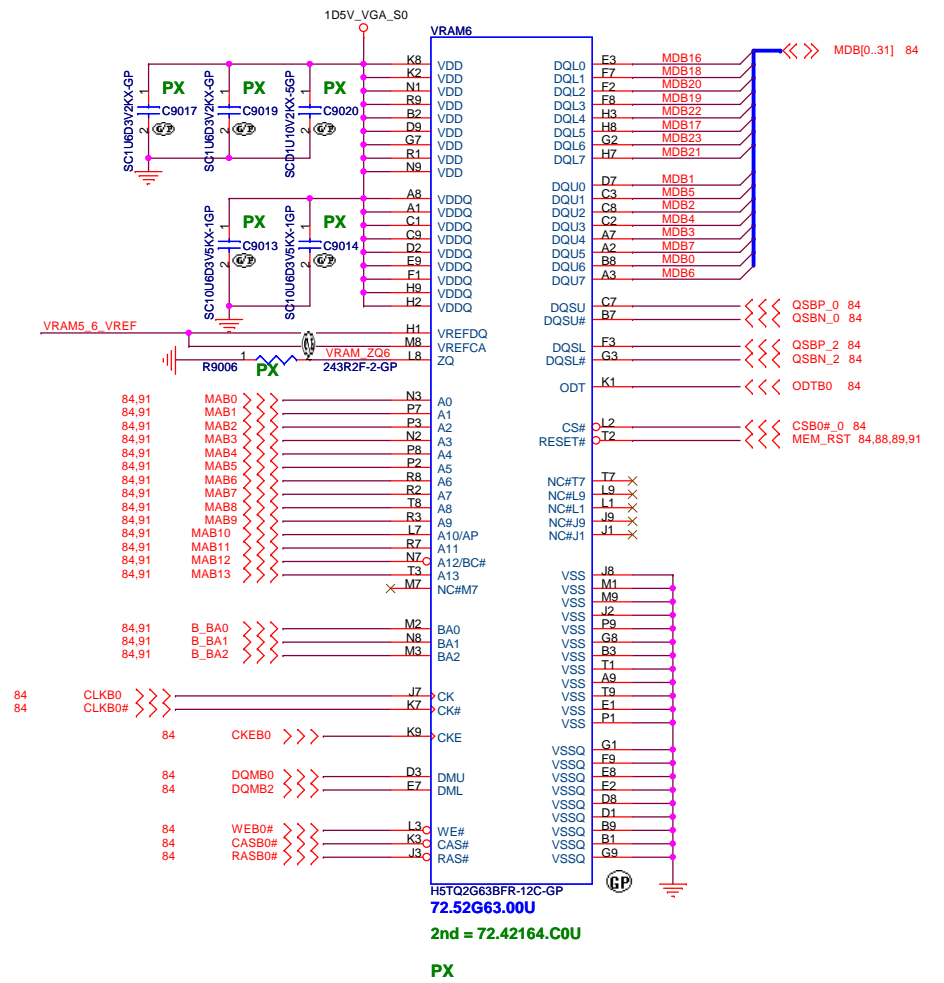 1D5V_VGA_S0
VRAM6
K8 VDD
K2 VDD
N1 VDD
R9 VDD
B2 VDD
D9 VDD
G7 VDD
R1 VDD
N9 VDD
A8 VDDQ
A1 VDDQ
C1 VDDQ
C9 VDDQ
D2 VDDQ
E9 VDDQ
F1 VDDQ
H9 VDDQ
H2 VDDQ
SC1U6D3V2KX-GP 1 2 PX C9017
SC1U6D3V2KX-GP 1 2 PX C9019
SCD1U10V2KX-5GP 1 2 PX C9020
SC10U6D3V5KX-1GP 1 2 PX C9013
SC10U6D3V5KX-1GP 1 2 PX C9014
VRAM5_6_VREF H1 VREFDQ
M8 VREFCA
R9006 1 2 PX 243R2F-2-GP VRAM_ZQ6 L8 ZQ
84,91 MAB0 N3 A0
84,91 MAB1 P7 A1
84,91 MAB2 P3 A2
84,91 MAB3 N2 A3
84,91 MAB4 P8 A4
84,91 MAB5 P2 A5
84,91 MAB6 R8 A6
84,91 MAB7 R2 A7
84,91 MAB8 T8 A8
84,91 MAB9 R3 A9
84,91 MAB10 L7 A10/AP
84,91 MAB11 R7 A11
84,91 MAB12 N7 A12/BC#
84,91 MAB13 T3 A13
M7 NC#M7
84,91 B_BA0 M2 BA0
84,91 B_BA1 N8 BA1
84,91 B_BA2 M3 BA2
84 CLKB0 J7 CK
84 CLKB0# K7 CK#
84 CKEB0 K9 CKE
84 DQMB0 D3 DMU
84 DQMB2 E7 DML
84 WEB0# L3 WE#
84 CASB0# K3 CAS#
84 RASB0# J3 RAS#
MDB[0..31] 84
DQL0 E3 MDB16
DQL1 F7 MDB18
DQL2 F2 MDB20
DQL3 F8 MDB19
DQL4 H3 MDB22
DQL5 H8 MDB17
DQL6 G2 MDB23
DQL7 H7 MDB21
DQU0 D7 MDB1
DQU1 C3 MDB5
DQU2 C8 MDB2
DQU3 C2 MDB4
DQU4 A7 MDB3
DQU5 A2 MDB7
DQU6 B8 MDB0
DQU7 A3 MDB6
DQSU C7 QSBP_0 84
DQSU# B7 QSBN_0 84
DQSL F3 QSBP_2 84
DQSL# G3 QSBN_2 84
ODT K1 ODTB0 84
CS# L2 CSB0#_0 84
RESET# T2 MEM_RST 84,88,89,91
NC#T7 T7
NC#L9 L9
NC#L1 L1
NC#J9 J9
NC#J1 J1
VSS J8
VSS M1
VSS M9
VSS J2
VSS P9
VSS G8
VSS B3
VSS T1
VSS A9
VSS T9
VSS E1
VSS P1
VSSQ G1
VSSQ F9
VSSQ E8
VSSQ E2
VSSQ D8
VSSQ D1
VSSQ B9
VSSQ B1
VSSQ G9
GP
H5TQ2G63BFR-12C-GP
72.52G63.00U
2nd = 72.42164.C0U
PX